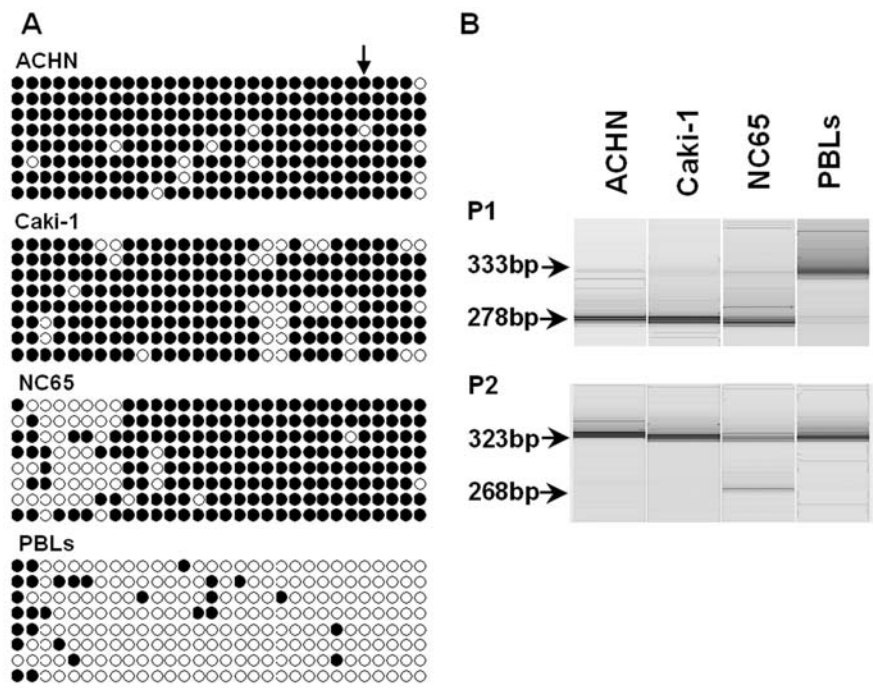 A
ACHN
Caki-1
NC65
PBLs
B
ACHN
Caki-1
NC65
PBLs
P1
333bp
278bp
P2
323bp
268bp